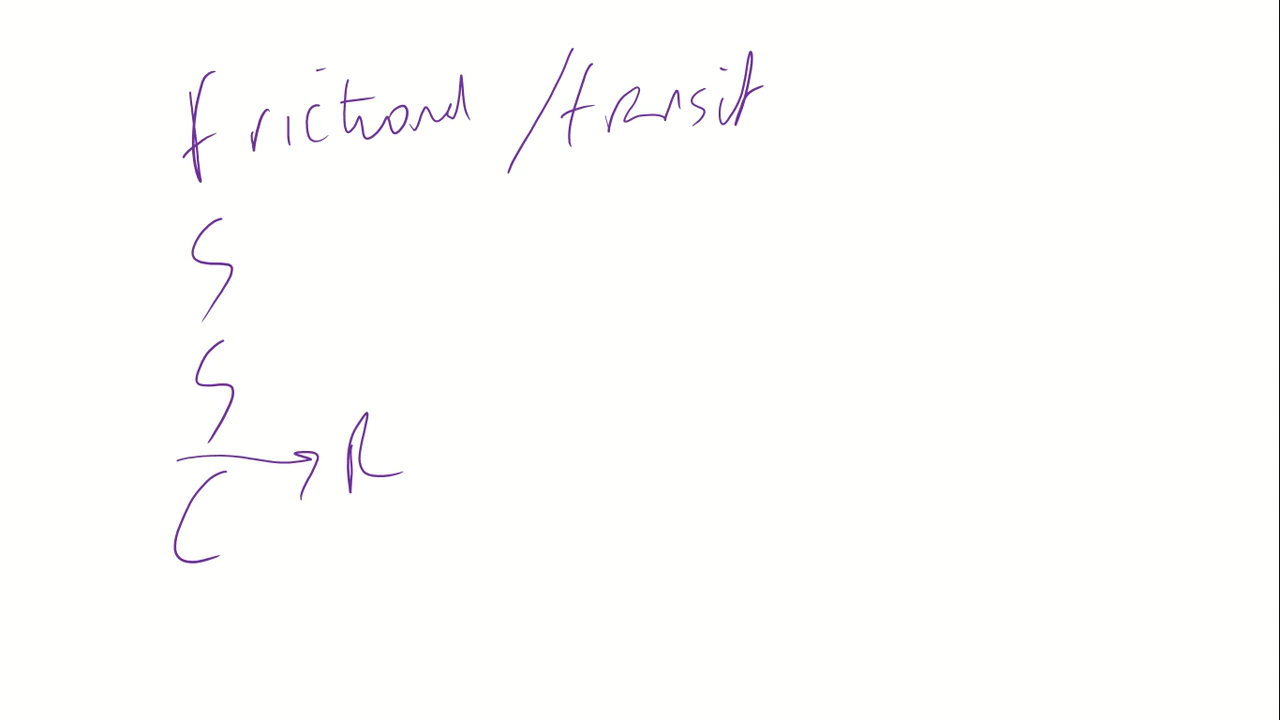 frictional /transit
S
S
→ R
C